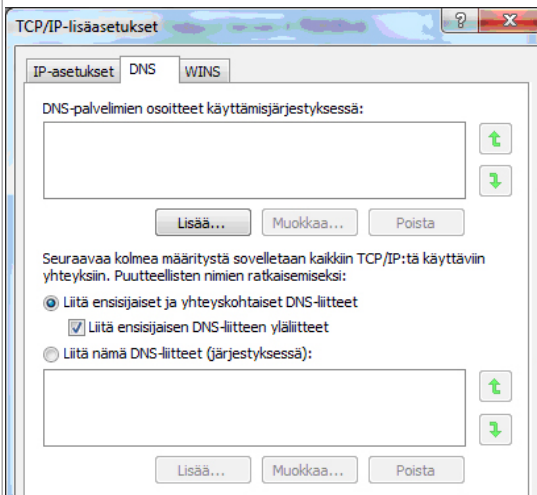 TCP/IP-lisäasetukset
IP-asetukset DNS WINS
DNS-palvelimien osoitteet käyttämisjärjestyksessä:
Lisää... Muokkaa... Poista
Seuraavaa kolmea määritystä sovelletaan kaikkiin TCP/IP:tä käyttäviin
yhteyksiin. Puutteellisten nimien ratkaisemiseksi:
Liitä ensisijaiset ja yhteyskohtaiset DNS-liitteet
Liitä ensisijaisen DNS-liitteen yläliitteet
Liitä nämä DNS-liitteet (järjestyksessä):
Lisää... Muokkaa... Poista